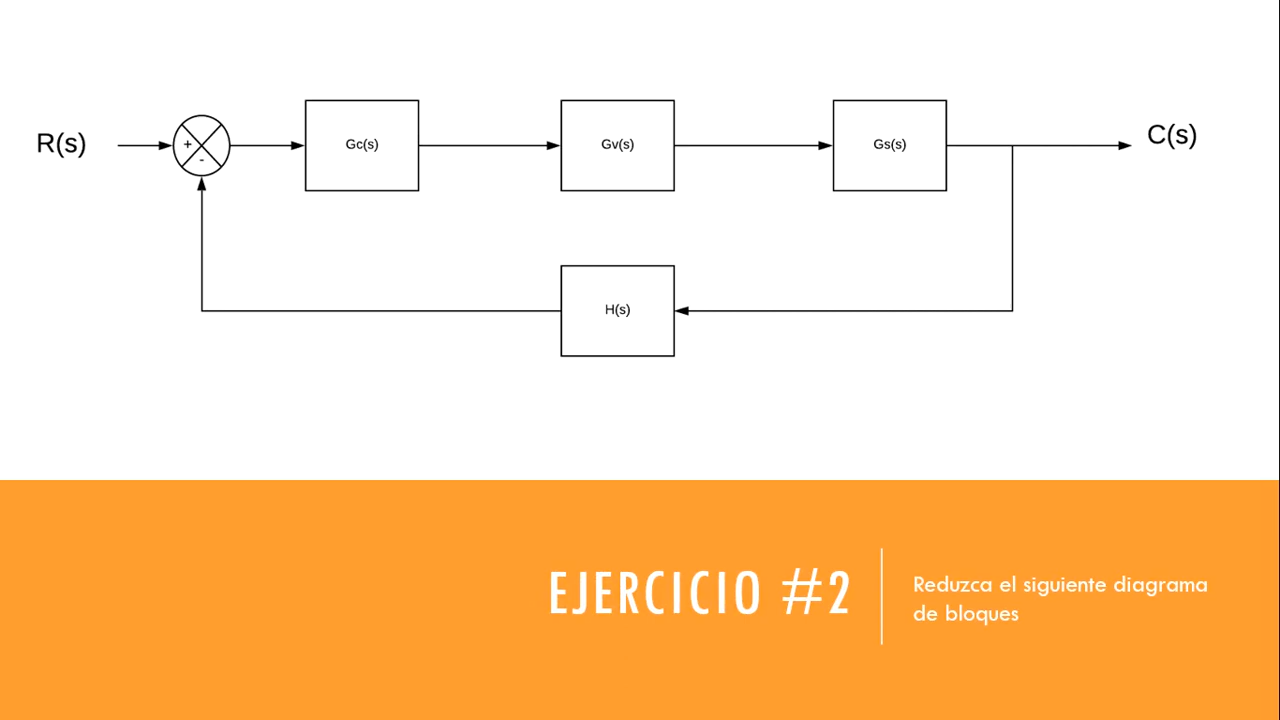 R(s)
+
-
Gc(s)
Gv(s)
Gs(s)
C(s)
H(s)
EJERCICIO #2
Reduzca el siguiente diagrama
de bloques